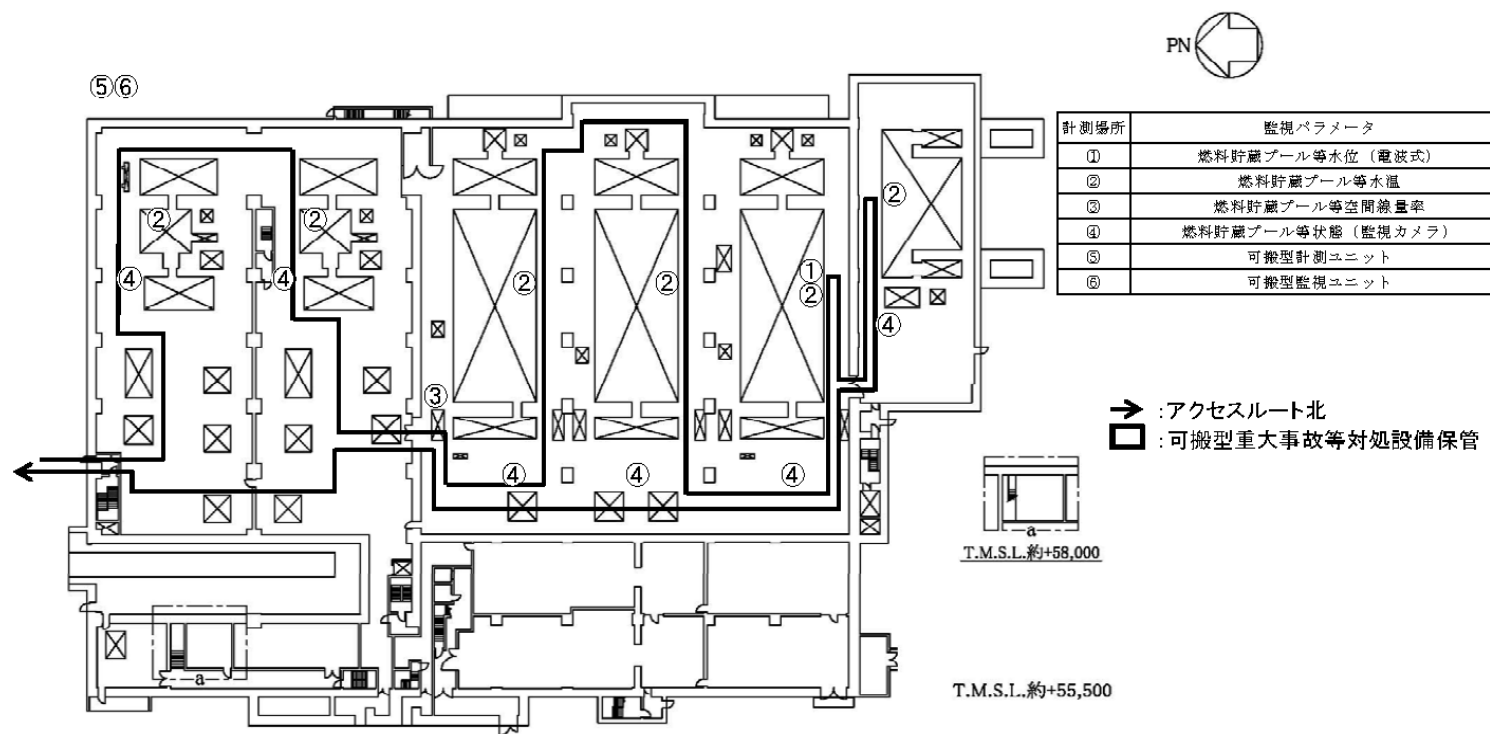 PN
⑤⑥
計測場所 監視パラメータ
① 燃料貯蔵プール等水位(電波式)
② 燃料貯蔵プール等水温
③ 燃料貯蔵プール等空間線量率
④ 燃料貯蔵プール等状態(監視カメラ)
⑤ 可搬型計測ユニット
⑥ 可搬型監視ユニット
② ② ②
④ ④ ② ② ①
②
④
③
④ ④ ④
:アクセスルート北
:可搬型重大事故等対処設備保管
a
T.M.S.L.約+58,000
a
T.M.S.L.約+55,500